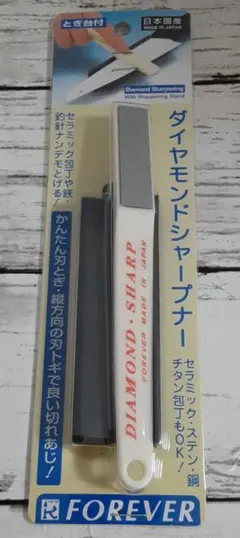 とぎ台付
日本国産
MADE IN JAPAN
Diamond Sharpening
With Sharpening Stand
ダイヤモンドシャープナー
セラミック・ステン・鋼
チタン包丁もOK!
セラミック包丁や鋏・
釣針ナンデモとげる!
かんたん刃とぎ・縦方向の刃トギで良い切れあじ!
DIAMOND・SHARP
FOREVER MADE IN JAPAN
FOREVER